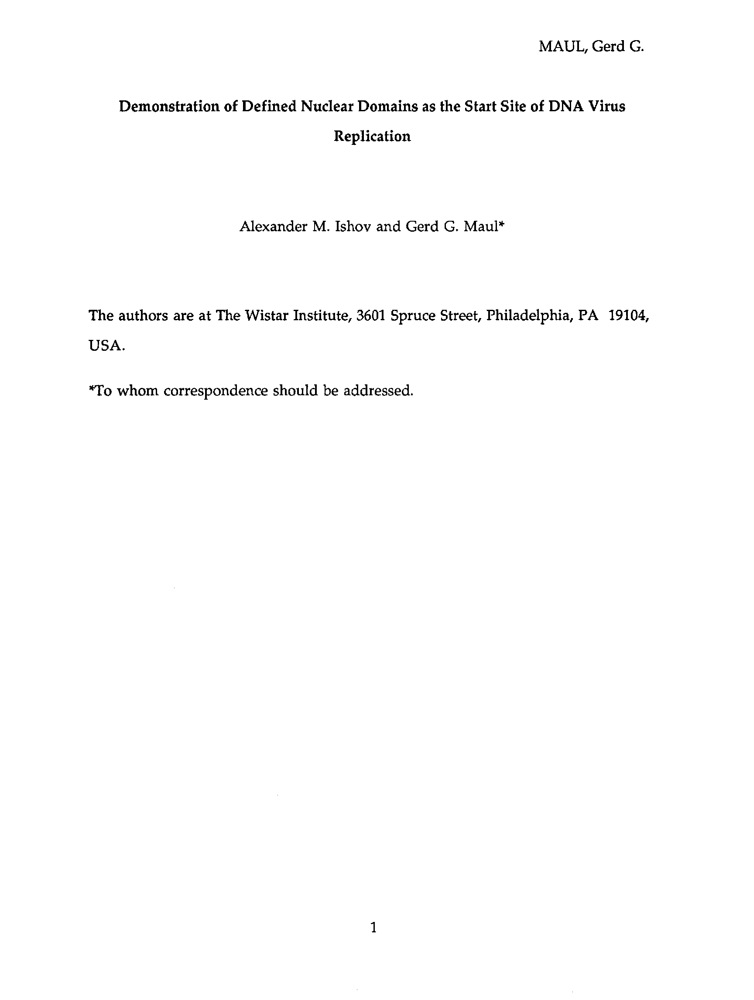 MAUL, Gerd G.
Demonstration of Defined Nuclear Domains as the Start Site of DNA Virus
Replication
Alexander M. Ishov and Gerd G. Maul*
The authors are at The Wistar Institute, 3601 Spruce Street, Philadelphia, PA 19104,
USA.
*To whom correspondence should be addressed.
1